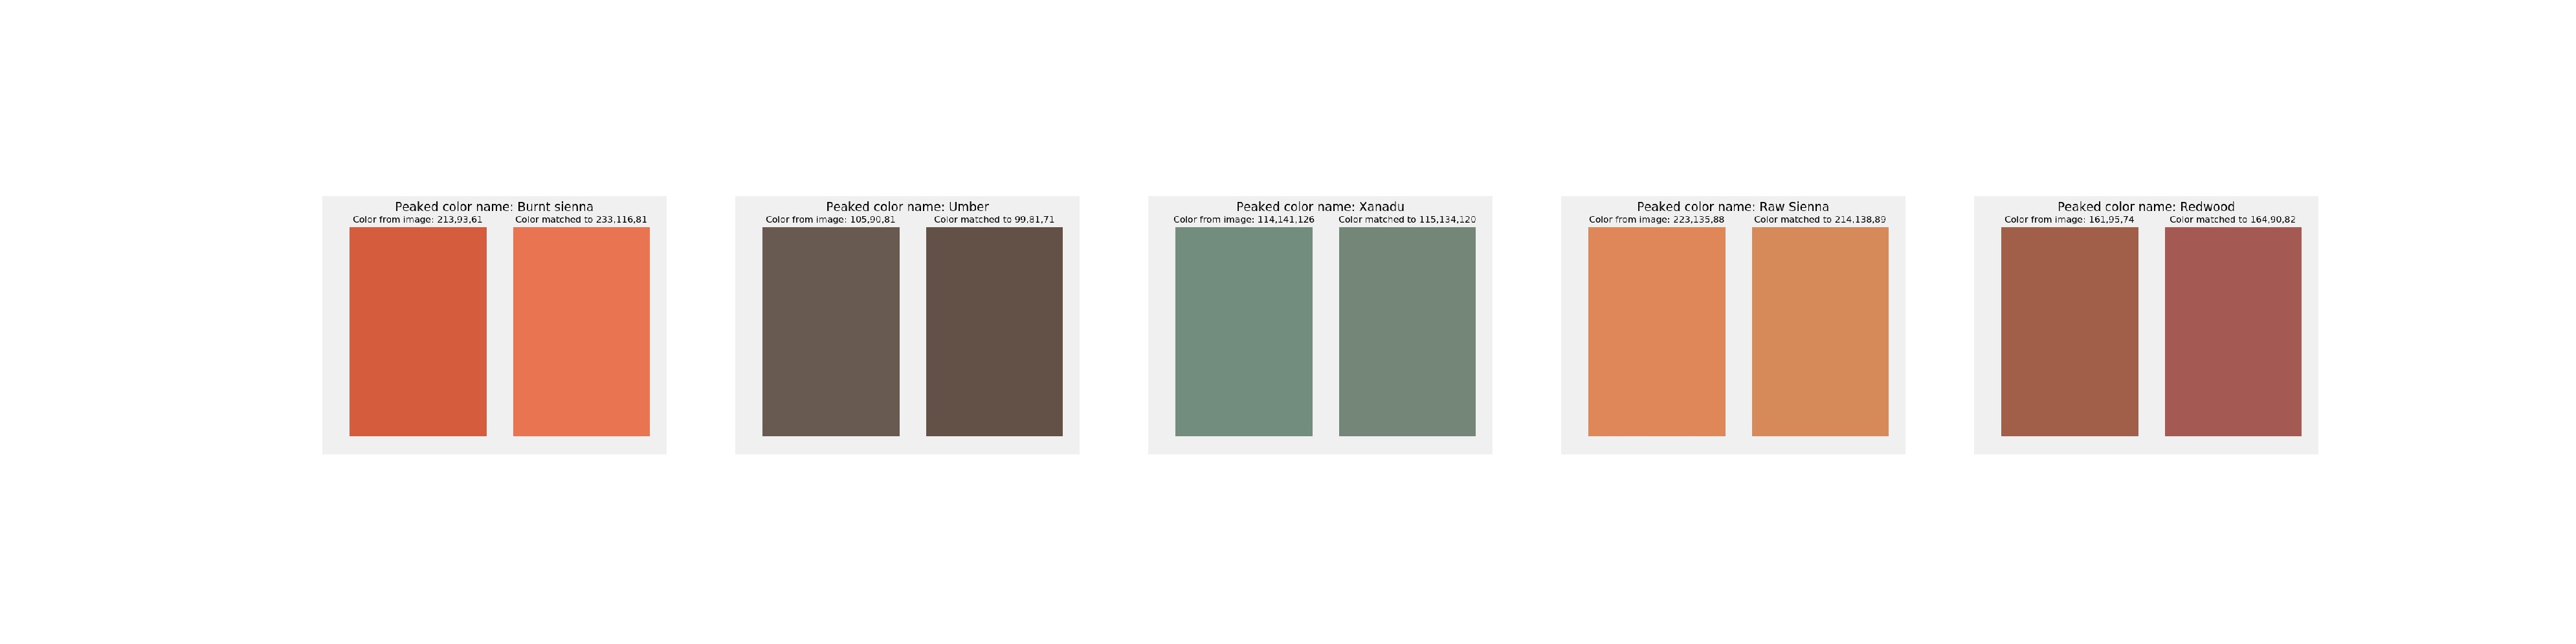 Peaked color name: Burnt sienna
Color from image: 213,93,61
Color matched to 233,116,81
Peaked color name: Umber
Color from image: 105,90,81
Color matched to 99,81,71
Peaked color name: Xanadu
Color from image: 114,141,126
Color matched to 115,134,120
Peaked color name: Raw Sienna
Color from image: 223,135,88
Color matched to 214,138,89
Peaked color name: Redwood
Color from image: 161,95,74
Color matched to 164,90,82